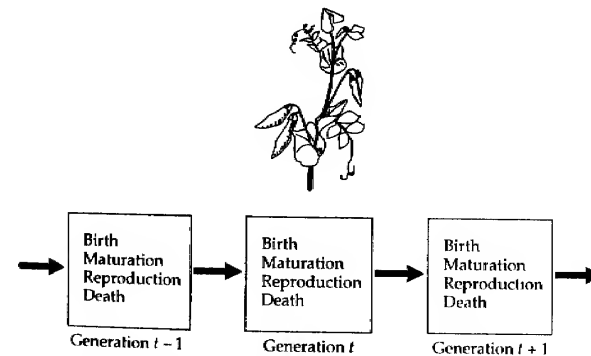 Birth
Maturation
Reproduction
Death
Generation t – 1
Birth
Maturation
Reproduction
Death
Generation t
Birth
Maturation
Reproduction
Death
Generation t + 1